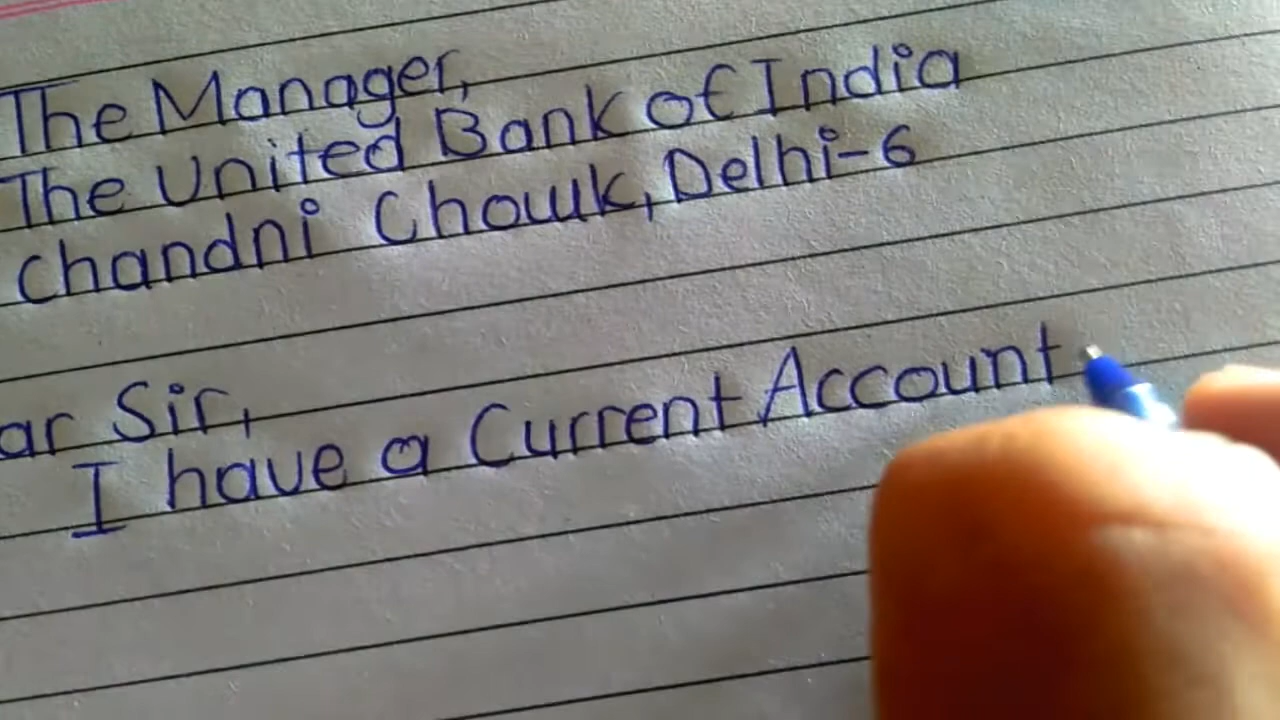 The Manager,
The United Bank of India
Chandni Chowk, Delhi-6
ar Sir,
I have a Current Account